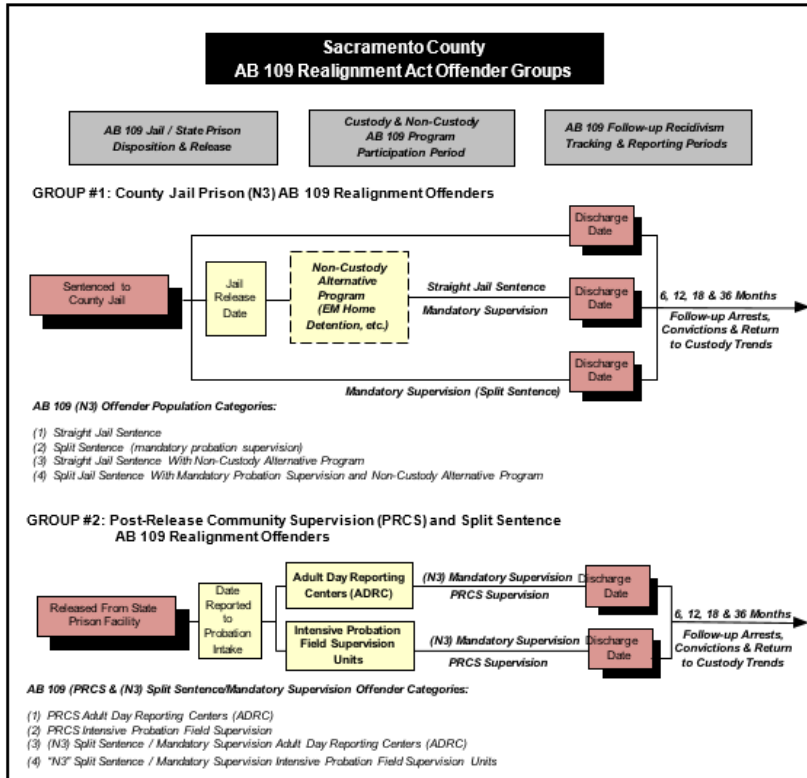 Sacramento County
AB 109 Realignment Act Offender Groups
AB 109 Jail / State Prison
Disposition & Release
Custody & Non-Custody
AB 109 Program
Participation Period
AB 109 Follow-up Recidivism
Tracking & Reporting Periods
GROUP #1: County Jail Prison (N3) AB 109 Realignment Offenders
Discharge
Date
Sentenced to
County Jail
Jail
Release
Date
Non-Custody
Alternative
Program
(EM Home
Detention, etc.)
Straight Jail Sentence
Mandatory Supervision
Discharge
Date
6, 12, 18 & 36 Months
Follow-up Arrests,
Convictions & Return
to Custody Trends
Mandatory Supervision (Split Sentence)
Discharge
Date
AB 109 (N3) Offender Population Categories:
(1) Straight Jail Sentence
(2) Split Sentence (mandatory probation supervision)
(3) Straight Jail Sentence With Non-Custody Alternative Program
(4) Split Jail Sentence With Mandatory Probation Supervision and Non-Custody Alternative Program
GROUP #2: Post-Release Community Supervision (PRCS) and Split Sentence
AB 109 Realignment Offenders
Released From State
Prison Facility
Date
Reported
to
Probation
Intake
Adult Day Reporting
Centers (ADRC)
(N3) Mandatory Supervision
PRCS Supervision
Discharge
Date
Intensive Probation
Field Supervision
Units
(N3) Mandatory Supervision
PRCS Supervision
Discharge
Date
6, 12, 18 & 36 Months
Follow-up Arrests,
Convictions & Return
to Custody Trends
AB 109 (PRCS & (N3) Split Sentence/Mandatory Supervision Offender Categories:
(1) PRCS Adult Day Reporting Centers (ADRC)
(2) PRCS Intensive Probation Field Supervision
(3) (N3) Split Sentence / Mandatory Supervision Adult Day Reporting Centers (ADRC)
(4) "N3" Split Sentence / Mandatory Supervision Intensive Probation Field Supervision Units